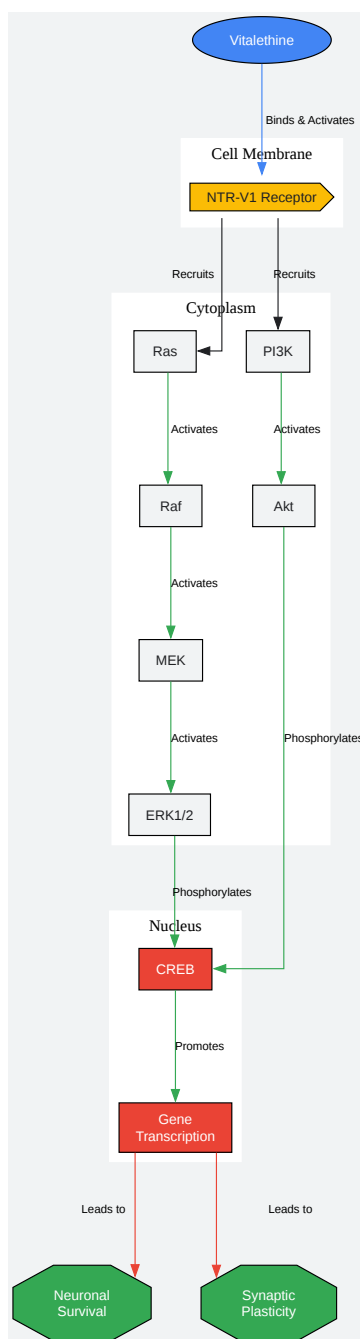 Vitalethine
Binds & Activates
Cell Membrane
NTR-V1 Receptor
Recruits
Recruits
Cytoplasm
Ras
PI3K
Activates
Activates
Raf
Akt
Activates
MEK
Activates
Phosphorylates
ERK1/2
Phosphorylates
Nucleus
CREB
Promotes
Gene
Transcription
Leads to
Leads to
Neuronal
Survival
Synaptic
Plasticity